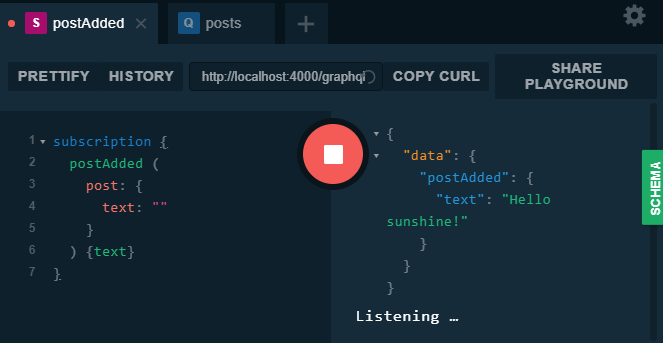 S postAdded
Q posts
PRETTIFY HISTORY http://localhost:4000/graphql COPY CURL SHARE PLAYGROUND
1 subscription {
2 postAdded (
3 post: {
4 text: ""
5 }
6 ) {text}
7 }
{
"data": {
"postAdded": {
"text": "Hello
sunshine!"
}
}
}
Listening …
SCHEMA